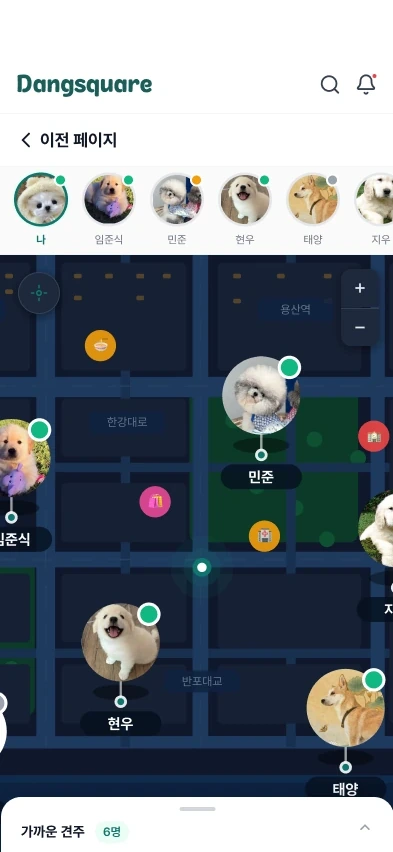 Dangsquare
이전 페이지
나
임준식
민준
현우
태양
지우
+
용산역
−
한강대로
민준
임준식
지
반포대교
현우
태양
가까운 견주 6명